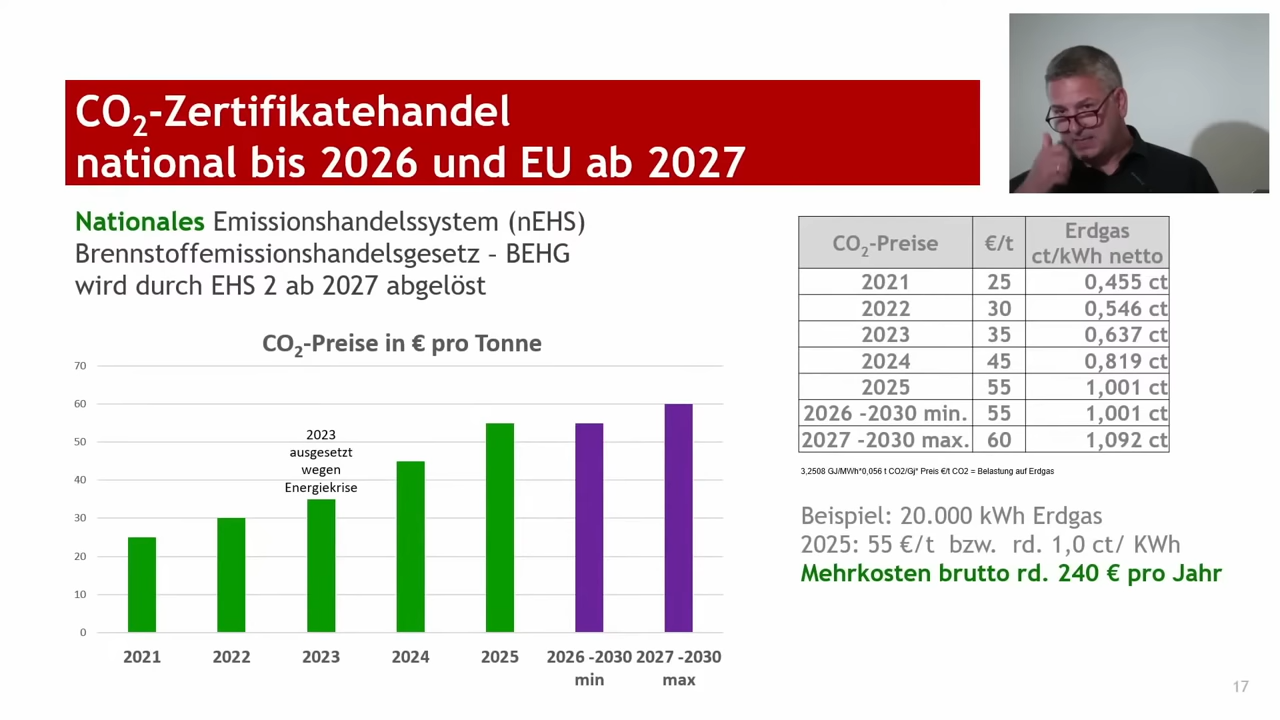 CO2-Zertifikatehandel
national bis 2026 und EU ab 2027
Nationales Emissionshandelssystem (nEHS)
Brennstoffemissionshandelsgesetz – BEHG
wird durch EHS 2 ab 2027 abgelöst
CO2-Preise in € pro Tonne
70
60
50
40
30
20
10
0
2023
ausgesetzt
wegen
Energiekrise
2021 2022 2023 2024 2025 2026 -2030 2027 -2030
min max
CO2-Preise €/t Erdgas
ct/kWh netto
2021 25 0,455 ct
2022 30 0,546 ct
2023 35 0,637 ct
2024 45 0,819 ct
2025 55 1,001 ct
2026 -2030 min. 55 1,001 ct
2027 -2030 max. 60 1,092 ct
3,2508 GJ/MWh*0,056 t CO2/Gj* Preis €/t CO2 = Belastung auf Erdgas
Beispiel: 20.000 kWh Erdgas
2025: 55 €/t bzw. rd. 1,0 ct/ KWh
Mehrkosten brutto rd. 240 € pro Jahr
17